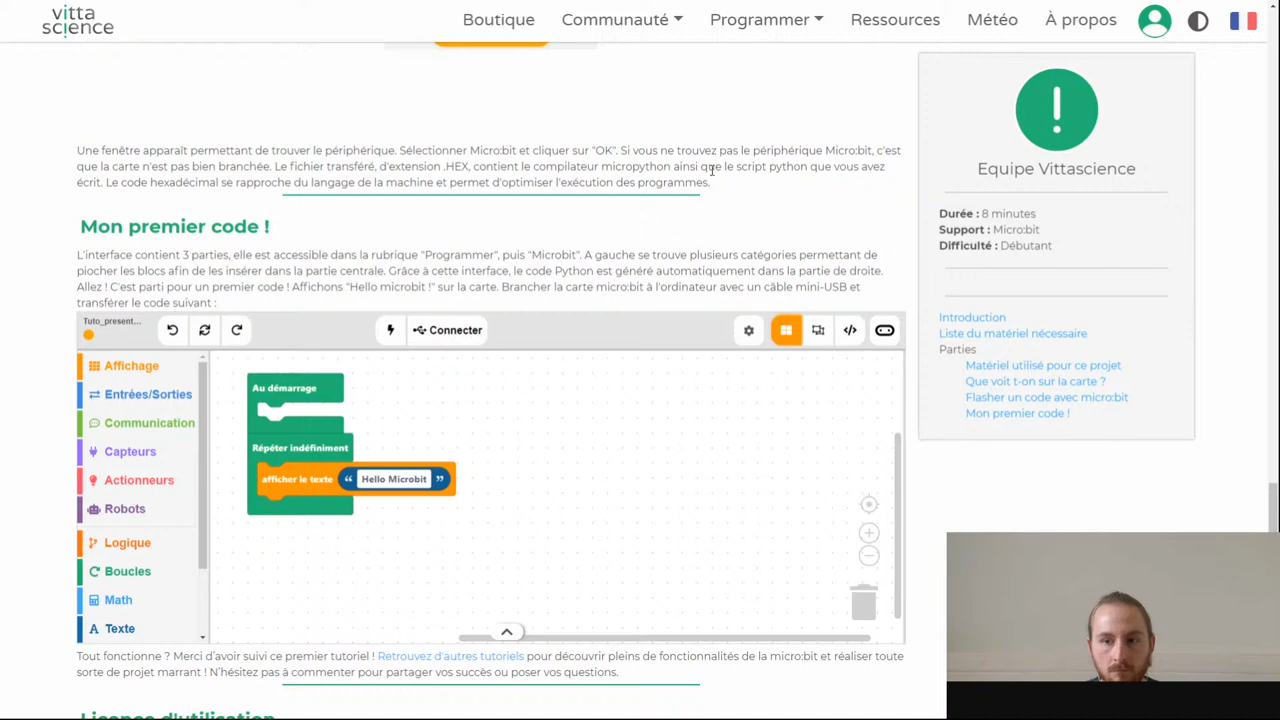 vitta
science
Boutique
Communauté
Programmer
Ressources
Météo
À propos
Une fenêtre apparaît permettant de trouver le périphérique. Sélectionner Micro:bit et cliquer sur "OK". Si vous ne trouvez pas le périphérique Micro:bit, c'est
que la carte n'est pas bien branchée. Le fichier transféré, d'extension .HEX, contient le compilateur micropython ainsi que le script python que vous avez
écrit. Le code hexadécimal se rapproche du langage de la machine et permet d'optimiser l'exécution des programmes.
Mon premier code !
L'interface contient 3 parties, elle est accessible dans la rubrique "Programmer", puis "Microbit". A gauche se trouve plusieurs catégories permettant de
piocher les blocs afin de les insérer dans la partie centrale. Grâce à cette interface, le code Python est généré automatiquement dans la partie de droite.
Allez ! C'est parti pour un premier code ! Affichons "Hello microbit !" sur la carte. Brancher la carte micro:bit à l'ordinateur avec un câble mini-USB et
transférer le code suivant :
Tuto_present...
Connecter
Affichage
Entrées/Sorties
Communication
Capteurs
Actionneurs
Robots
Logique
Boucles
Math
Texte
Au démarrage
Répéter indéfiniment
afficher le texte
“ Hello Microbit ”
Tout fonctionne ? Merci d'avoir suivi ce premier tutoriel ! Retrouvez d'autres tutoriels pour découvrir pleins de fonctionnalités de la micro:bit et réaliser toute
sorte de projet marrant ! N'hésitez pas à commenter pour partager vos succès ou poser vos questions.
Licence d'utilisation
Equipe Vittascience
Durée : 8 minutes
Support : Micro:bit
Difficulté : Débutant
Introduction
Liste du matériel nécessaire
Parties
Matériel utilisé pour ce projet
Que voit t-on sur la carte ?
Flasher un code avec micro:bit
Mon premier code !